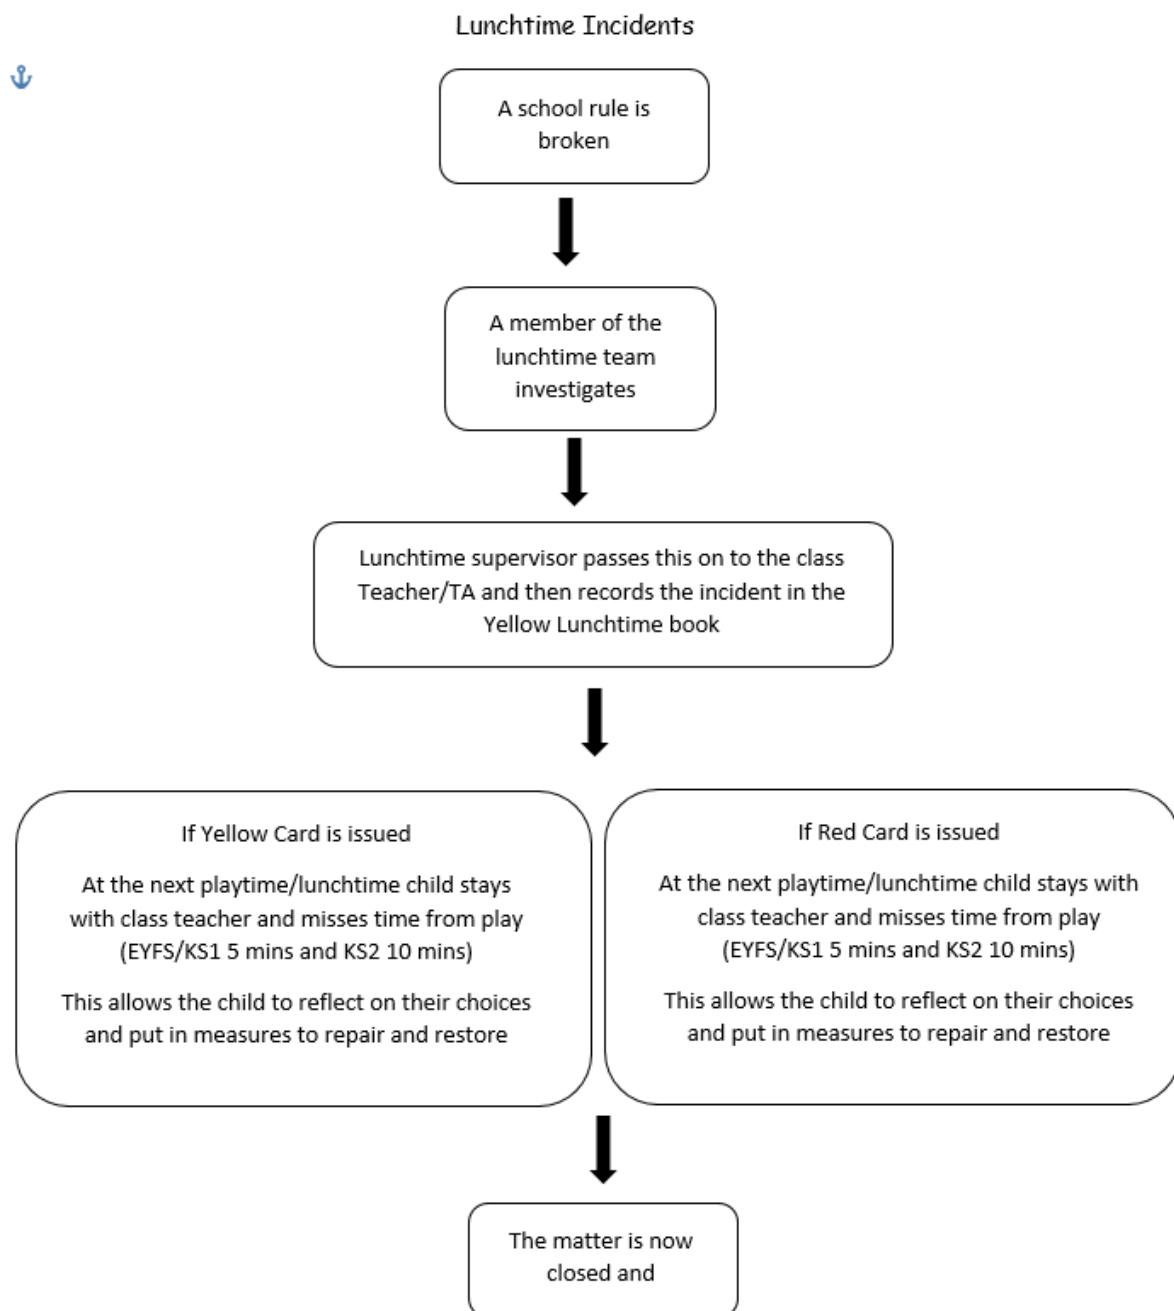 Lunchtime Incidents
A school rule is
broken
A member of the
lunchtime team
investigates
Lunchtime supervisor passes this on to the class
Teacher/TA and then records the incident in the
Yellow Lunchtime book
If Yellow Card is issued
At the next playtime/lunchtime child stays
with class teacher and misses time from play
(EYFS/KS1 5 mins and KS2 10 mins)
This allows the child to reflect on their choices
and put in measures to repair and restore
If Red Card is issued
At the next playtime/lunchtime child stays with
class teacher and misses time from play
(EYFS/KS1 5 mins and KS2 10 mins)
This allows the child to reflect on their choices
and put in measures to repair and restore
The matter is now
closed and